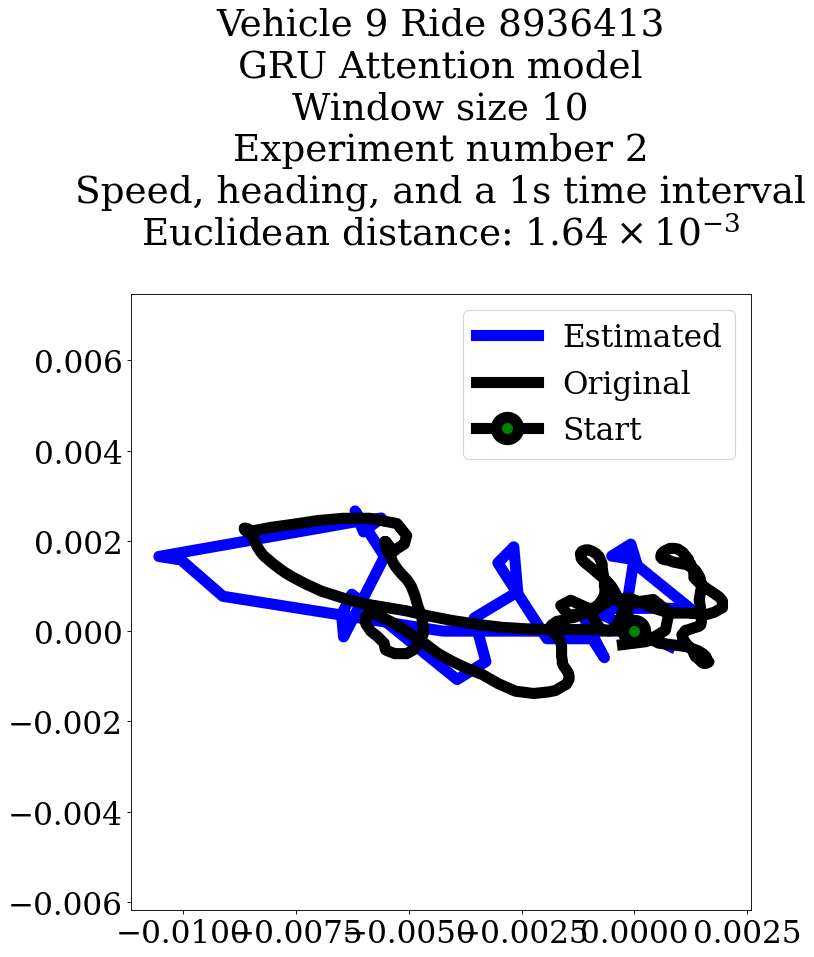 Vehicle 9 Ride 8936413
GRU Attention model
Window size 10
Experiment number 2
Speed, heading, and a 1s time interval
Euclidean distance: 1.64 × 10⁻³
Estimated
Original
Start
0.006
0.004
0.002
0.000
−0.002
−0.004
−0.006
−0.0100 −0.0075 −0.0050 −0.0025 0.0000 0.0025